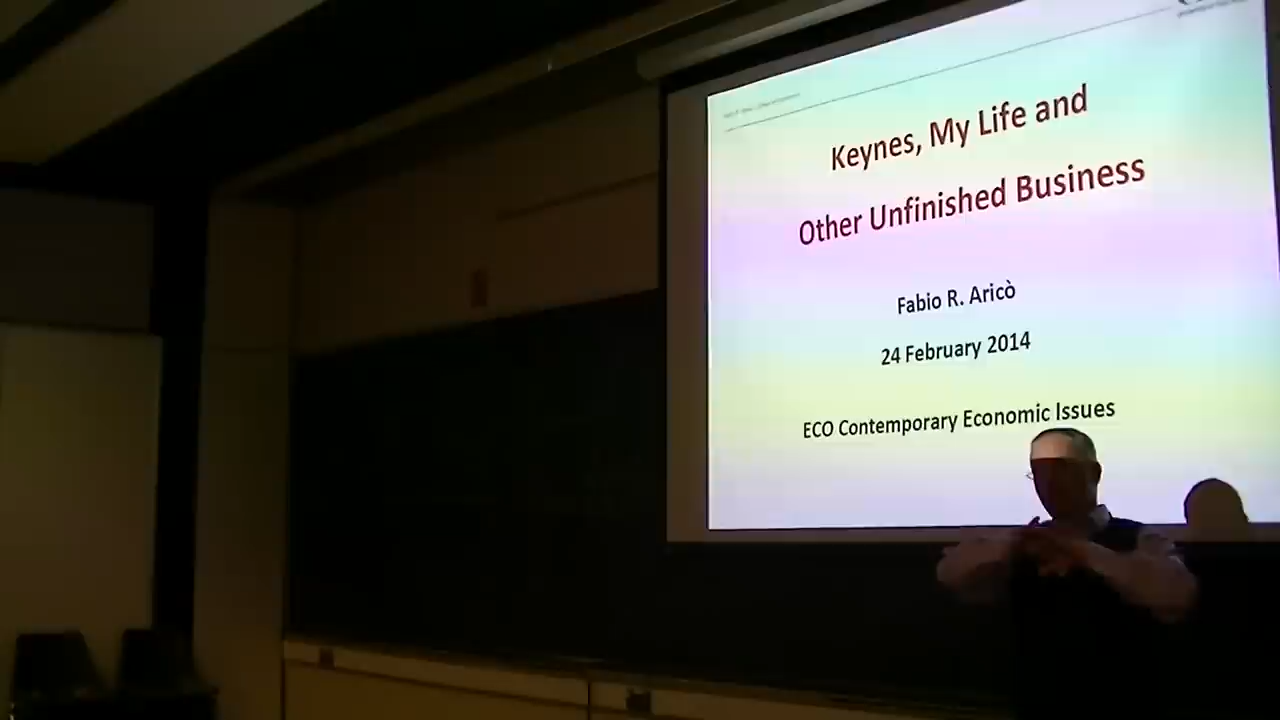 Keynes, My Life and
Other Unfinished Business
Fabio R. Aricò
24 February 2014
ECO Contemporary Economic Issues